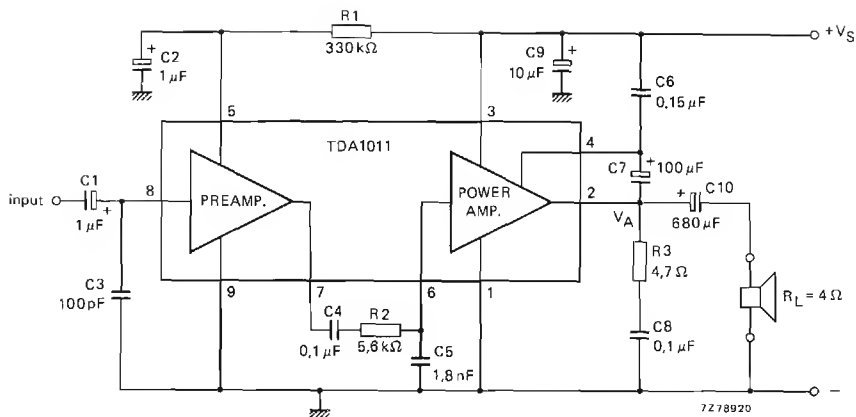 R1
330 kΩ
+VS
C2
1 µF
+
C9
10 µF
+
C6
0,15 µF
5
3
TDA1011
4
C7
+
100 µF
input
C1
+
1 µF
8
PREAMP.
POWER
AMP.
2
VA
+
C10
680 µF
C3
100 pF
R3
4,7 Ω
RL = 4 Ω
9
7
6
1
C4
0,1 µF
R2
5,6 kΩ
C5
1,8 nF
C8
0,1 µF
–
7Z78920